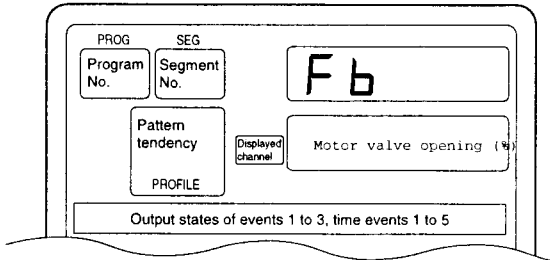 PROG SEG
Program No.
Segment No.
Fb
Pattern tendency
PROFILE
Displayed channel
Motor valve opening (%)
Output states of events 1 to 3, time events 1 to 5